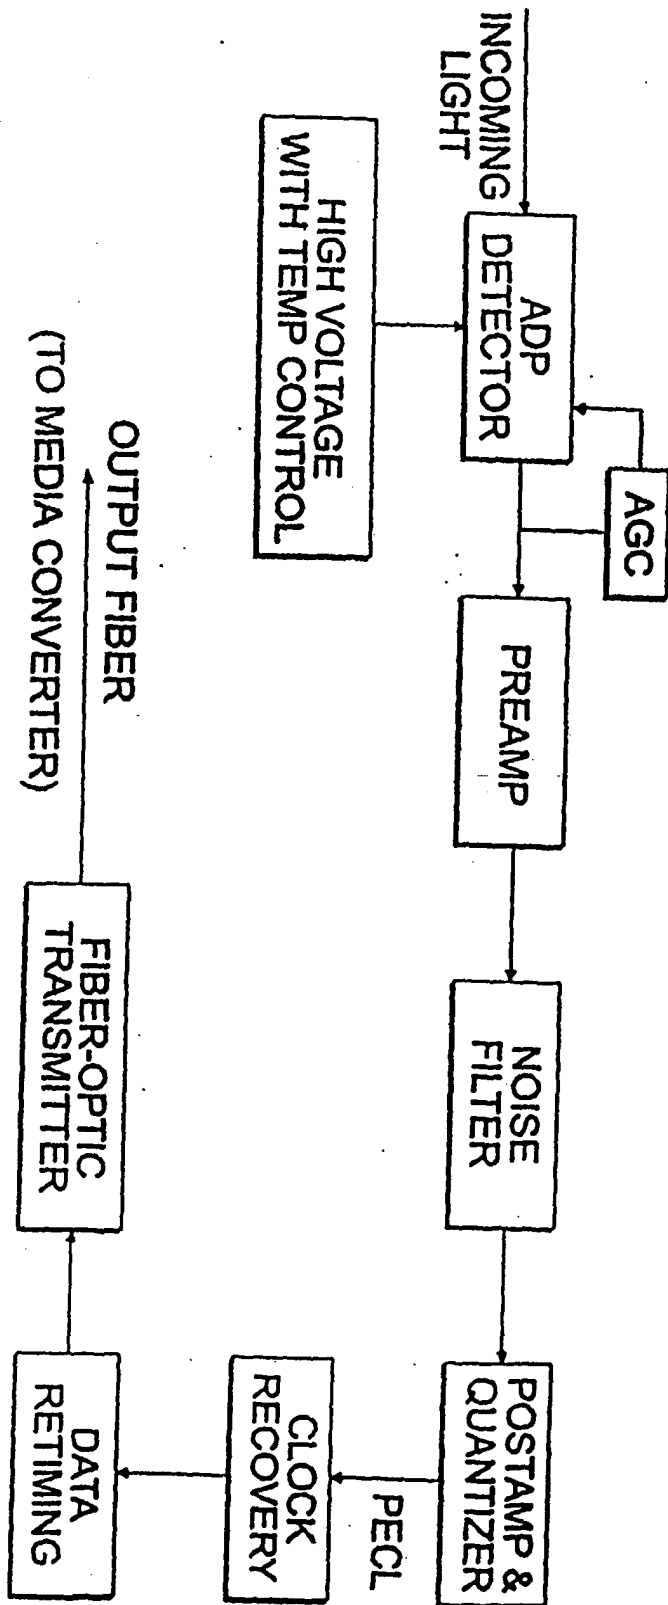 INCOMING
LIGHT
ADP
DETECTOR
AGC
HIGH VOLTAGE
WITH TEMP CONTROL
PREAMP
NOISE
FILTER
POSTAMP &
QUANTIZER
PECL
CLOCK
RECOVERY
DATA
RETIMING
FIBER-OPTIC
TRANSMITTER
OUTPUT FIBER
(TO MEDIA CONVERTER)